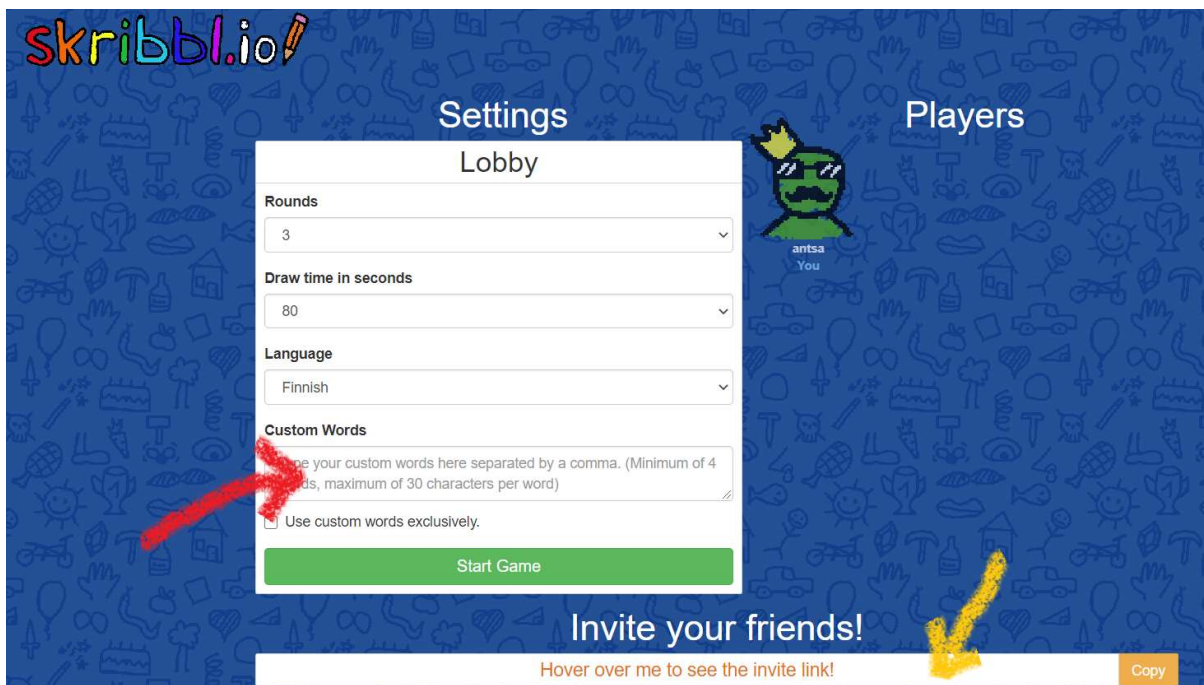 skribbl.io
Settings
Players
Lobby
Rounds
3
antsa
You
Draw time in seconds
80
Language
Finnish
Custom Words
your custom words here separated by a comma. (Minimum of 4
maximum of 30 characters per word)
Use custom words exclusively.
Start Game
Invite your friends!
Hover over me to see the invite link!
Copy